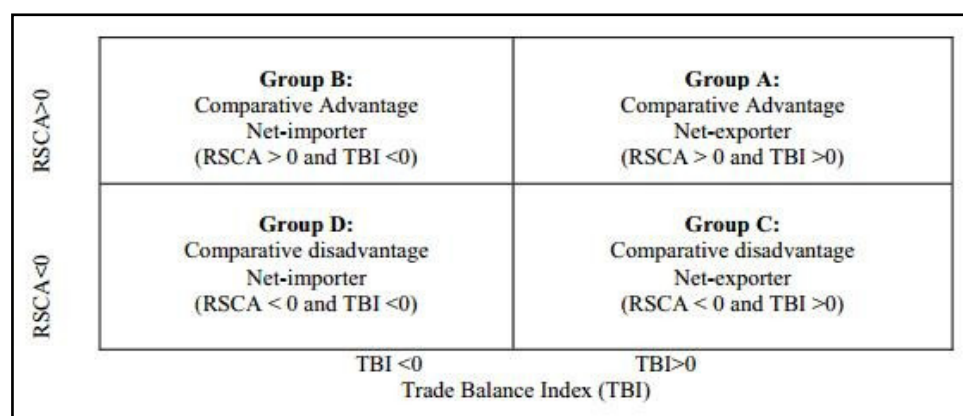 RSCA>0
Group B:
Comparative Advantage
Net-importer
(RSCA > 0 and TBI <0)
Group A:
Comparative Advantage
Net-exporter
(RSCA > 0 and TBI >0)
RSCA<0
Group D:
Comparative disadvantage
Net-importer
(RSCA < 0 and TBI <0)
Group C:
Comparative disadvantage
Net-exporter
(RSCA < 0 and TBI >0)
TBI <0
TBI>0
Trade Balance Index (TBI)